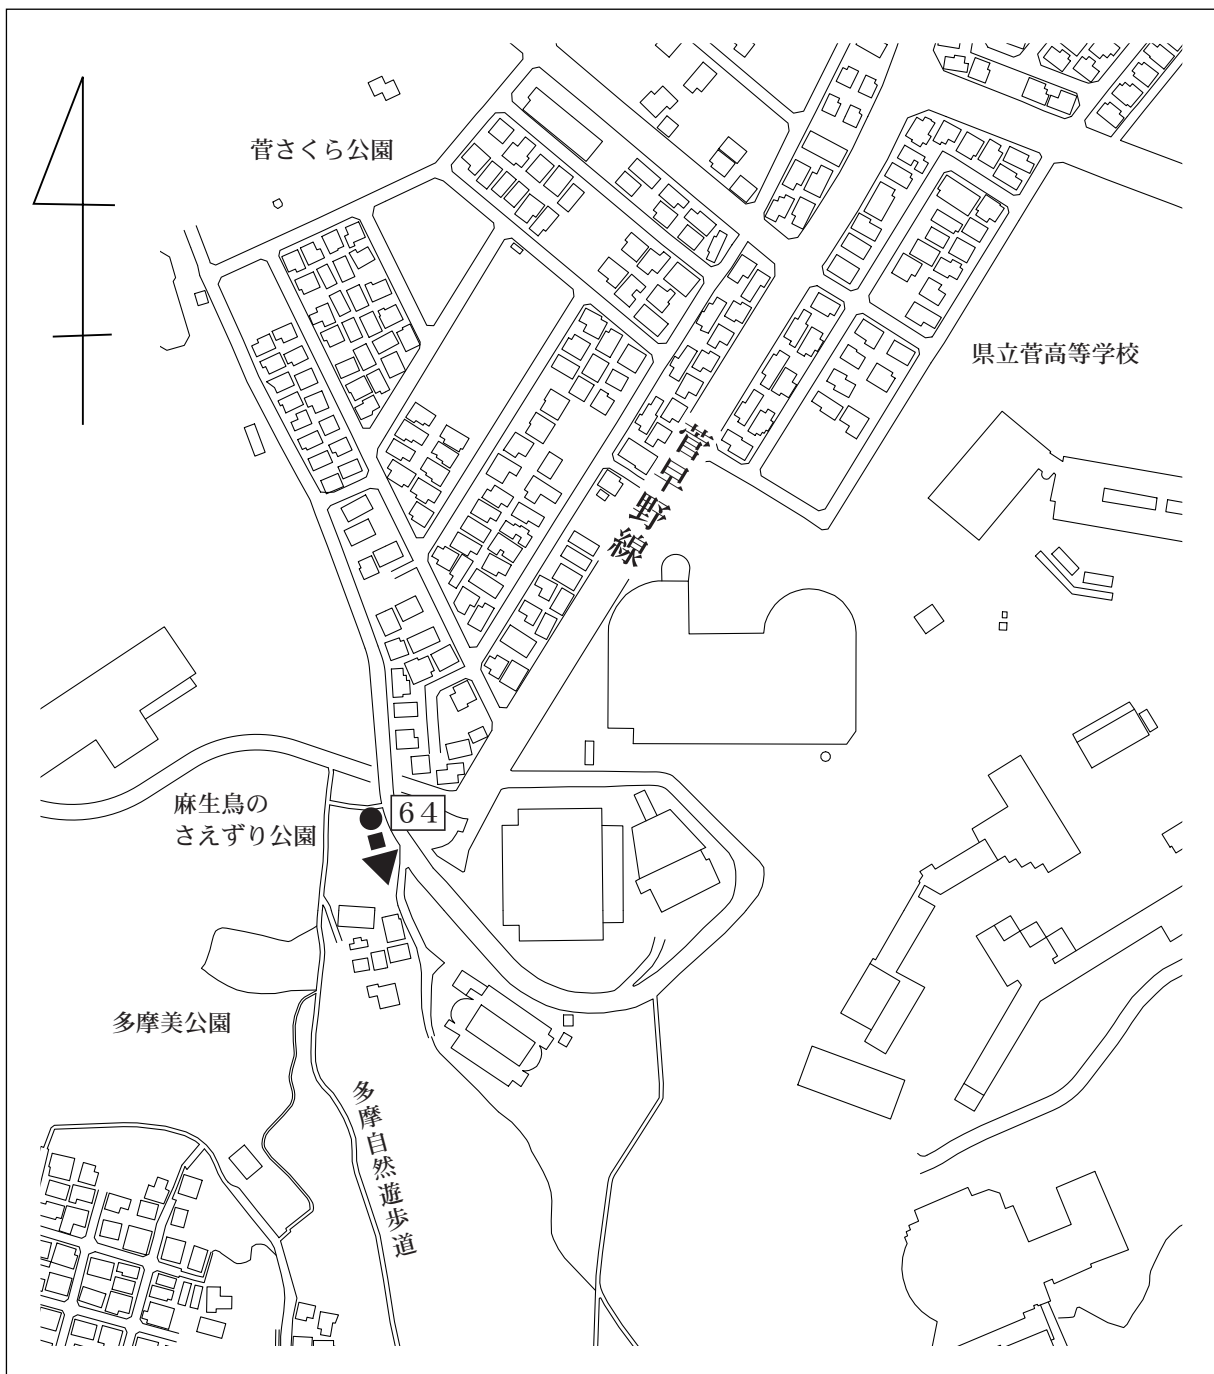 菅さくら公園
県立菅高等学校
菅早野線
麻生鳥の
さえずり公園
６４
多摩美公園
多摩自然遊歩道